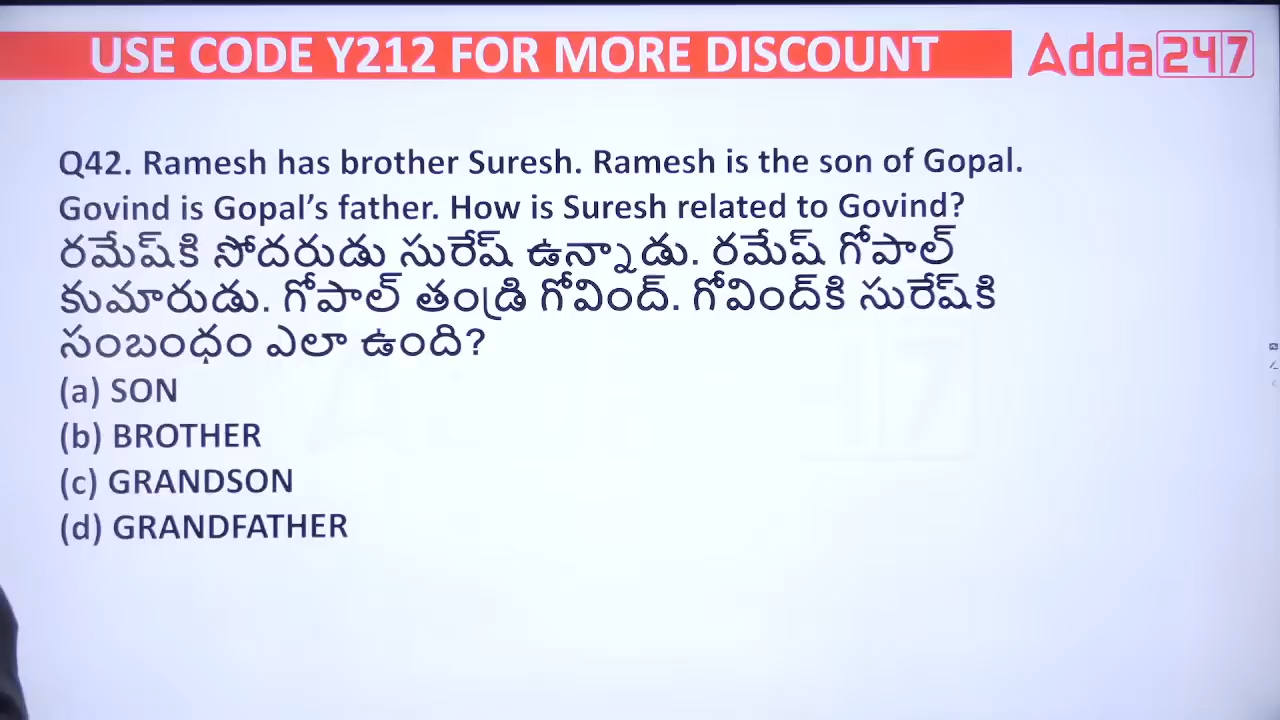 USE CODE Y212 FOR MORE DISCOUNT
Adda247
Q42. Ramesh has brother Suresh. Ramesh is the son of Gopal.
Govind is Gopal’s father. How is Suresh related to Govind?
రమేష్‌కి సోదరుడు సురేష్ ఉన్నాడు. రమేష్ గోపాల్
కుమారుడు. గోపాల్ తండ్రి గోవింద్. గోవింద్‌కి సురేష్‌కి
సంబంధం ఎలా ఉంది?
(a) SON
(b) BROTHER
(c) GRANDSON
(d) GRANDFATHER